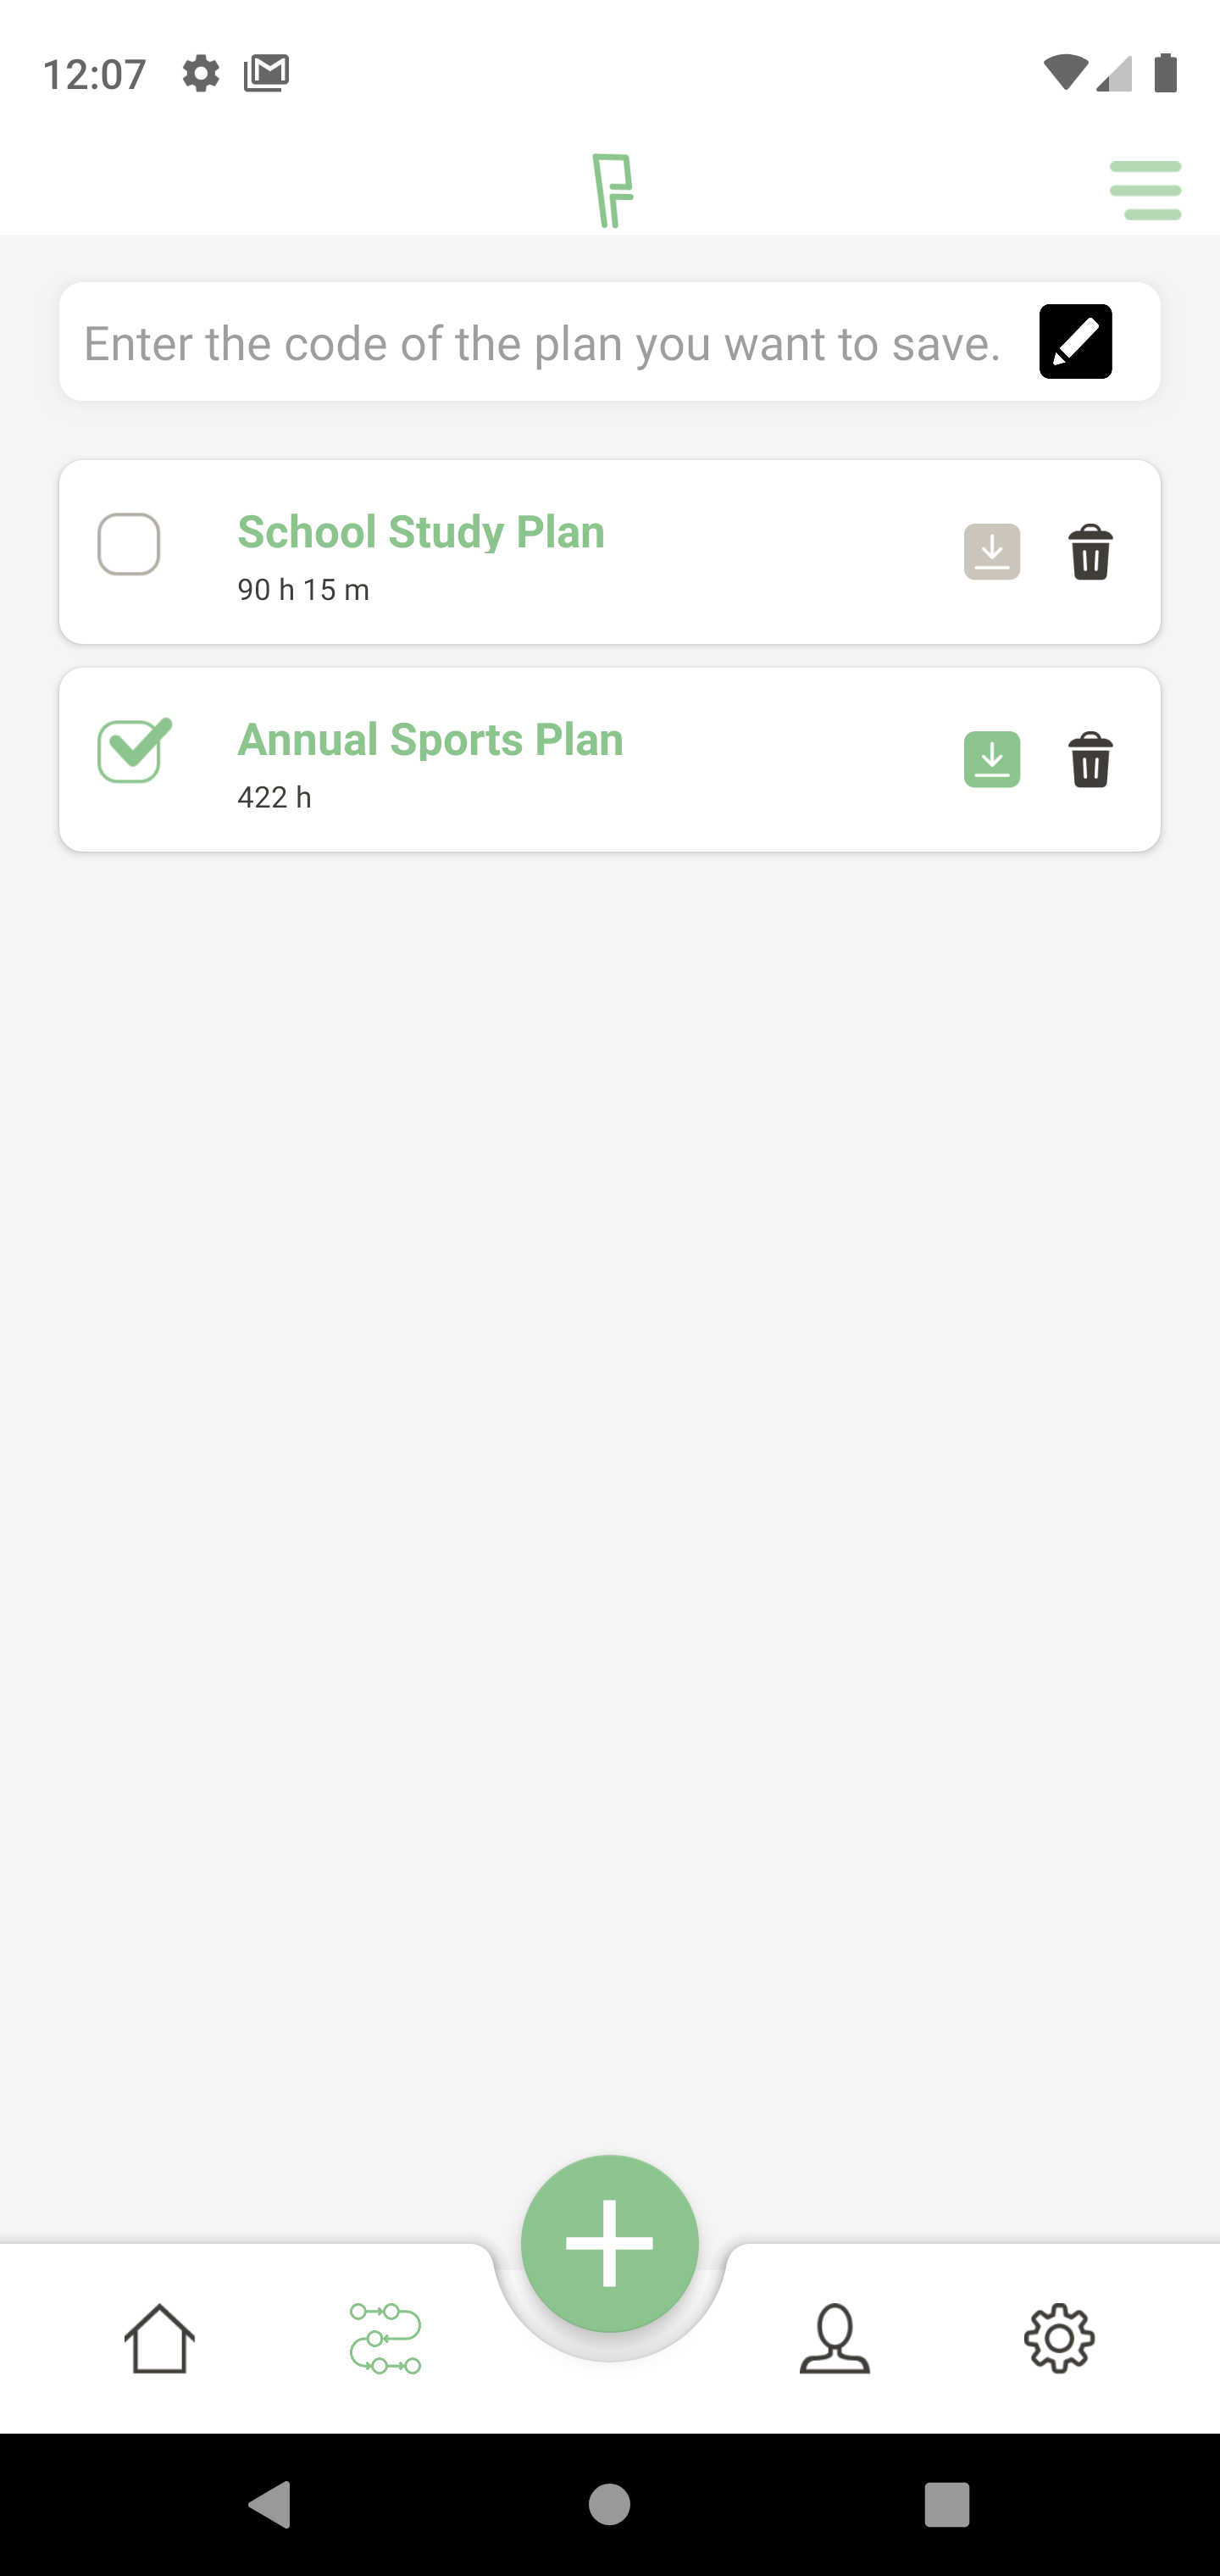 12:07
Enter the code of the plan you want to save.
School Study Plan
90 h 15 m
Annual Sports Plan
422 h